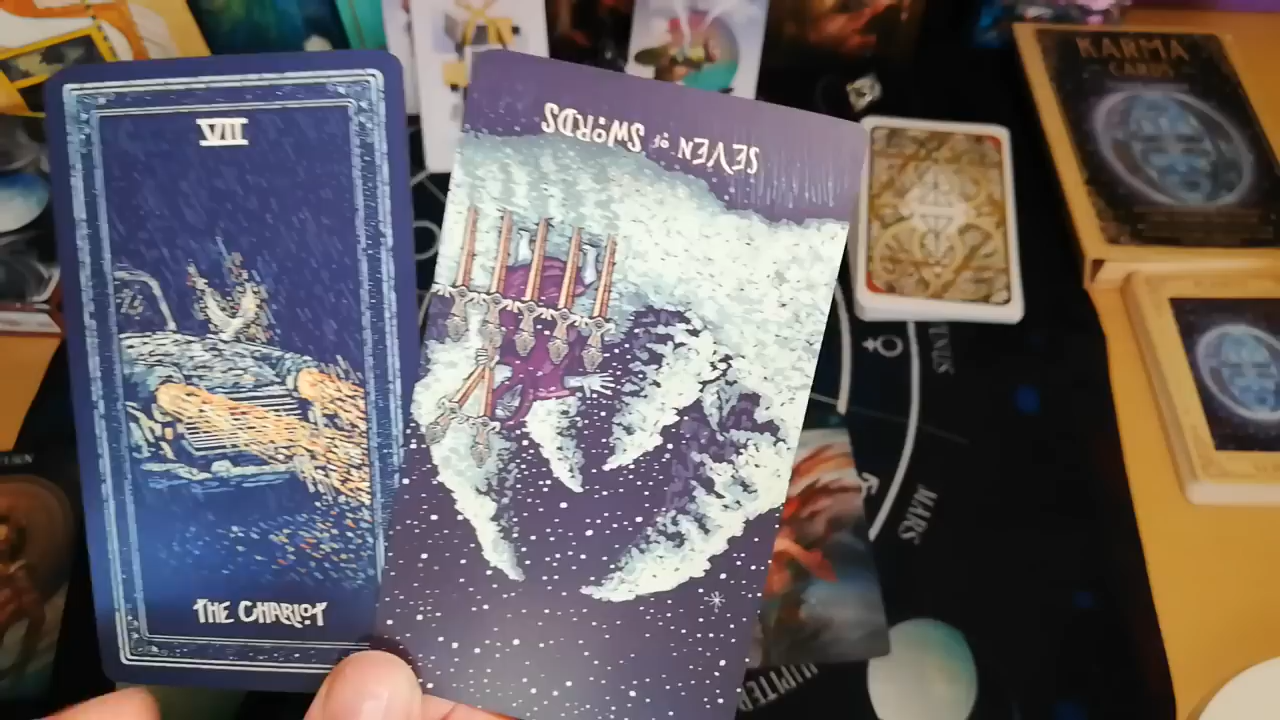 VII
THE CHARIOT
SEVEN OF SWORDS
KARMA
CARDS
VENUS
MARS
JUPITER